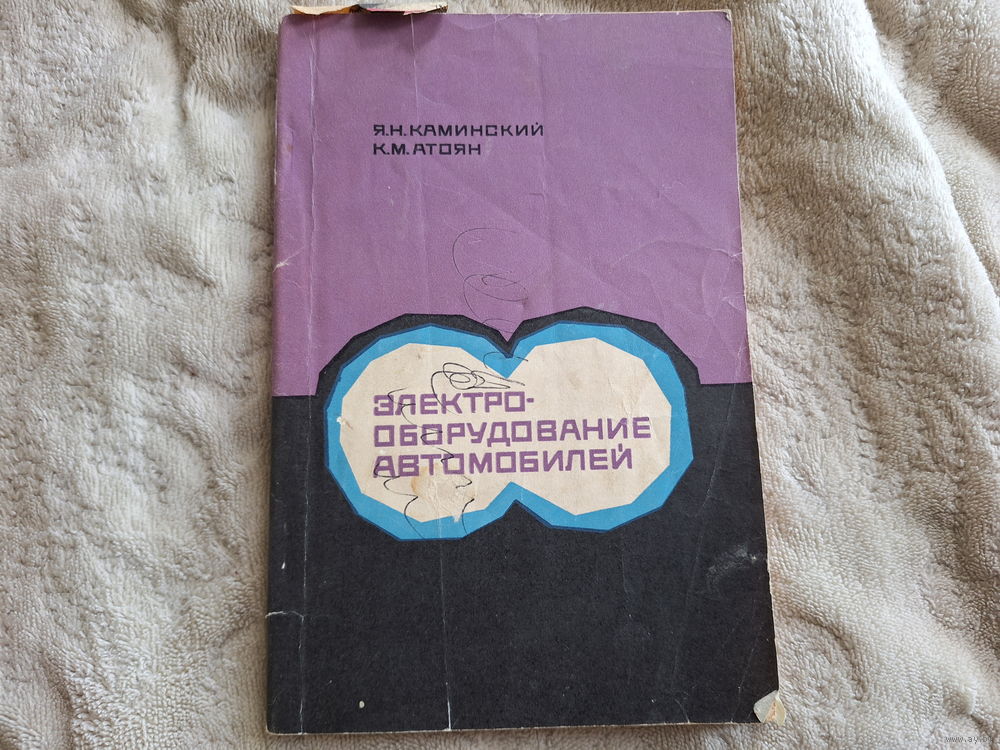 Я.Н.КАМИНСКИЙ
К.М.АТОЯН
ЭЛЕКТРО-
ОБОРУДОВАНИЕ
АВТОМОБИЛЕЙ